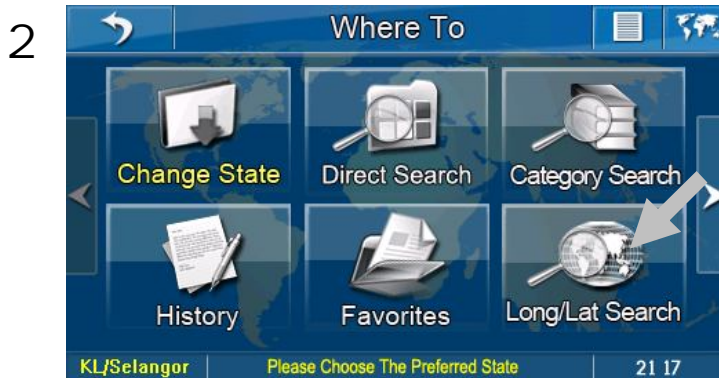 2
Where To
Change State
Direct Search
Category Search
History
Favorites
Long/Lat Search
KL/Selangor
Please Choose The Preferred State
21 17